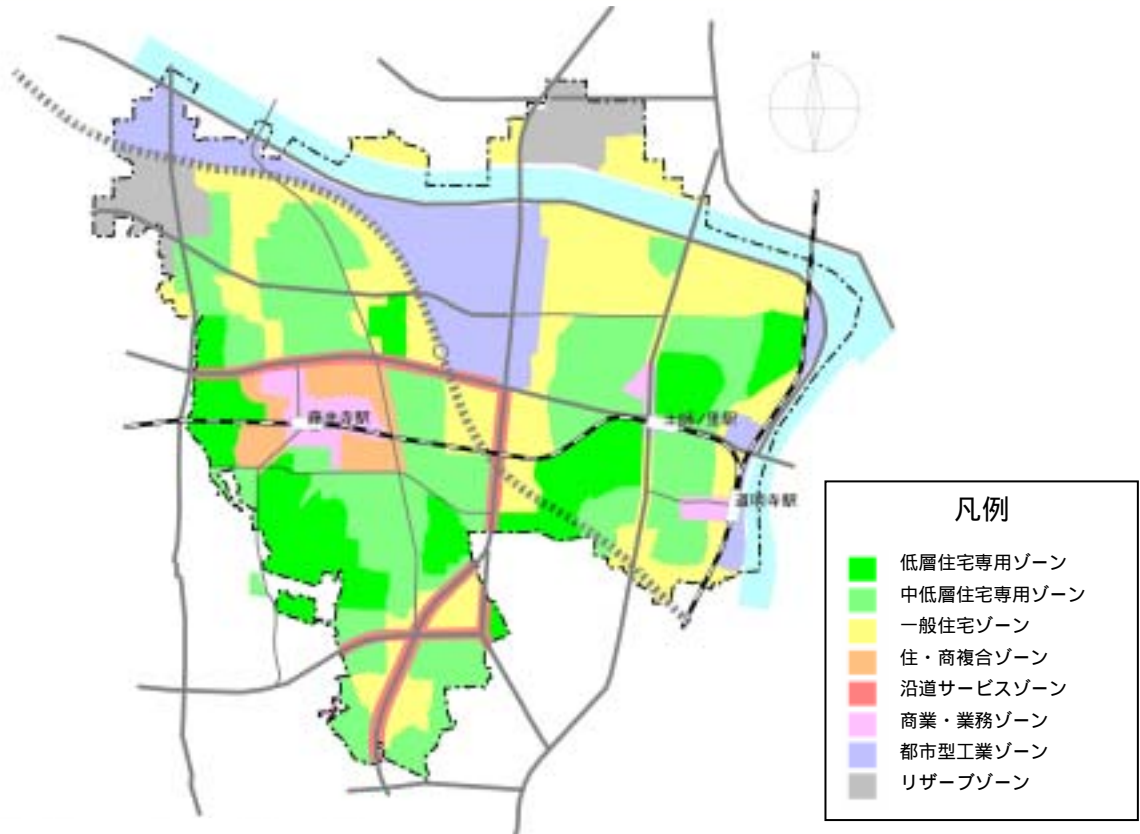 N
藤井寺駅
土師ノ里駅
道明寺駅
凡例
低層住宅専用ゾーン
中低層住宅専用ゾーン
一般住宅ゾーン
住・商複合ゾーン
沿道サービスゾーン
商業・業務ゾーン
都市型工業ゾーン
リザーブゾーン